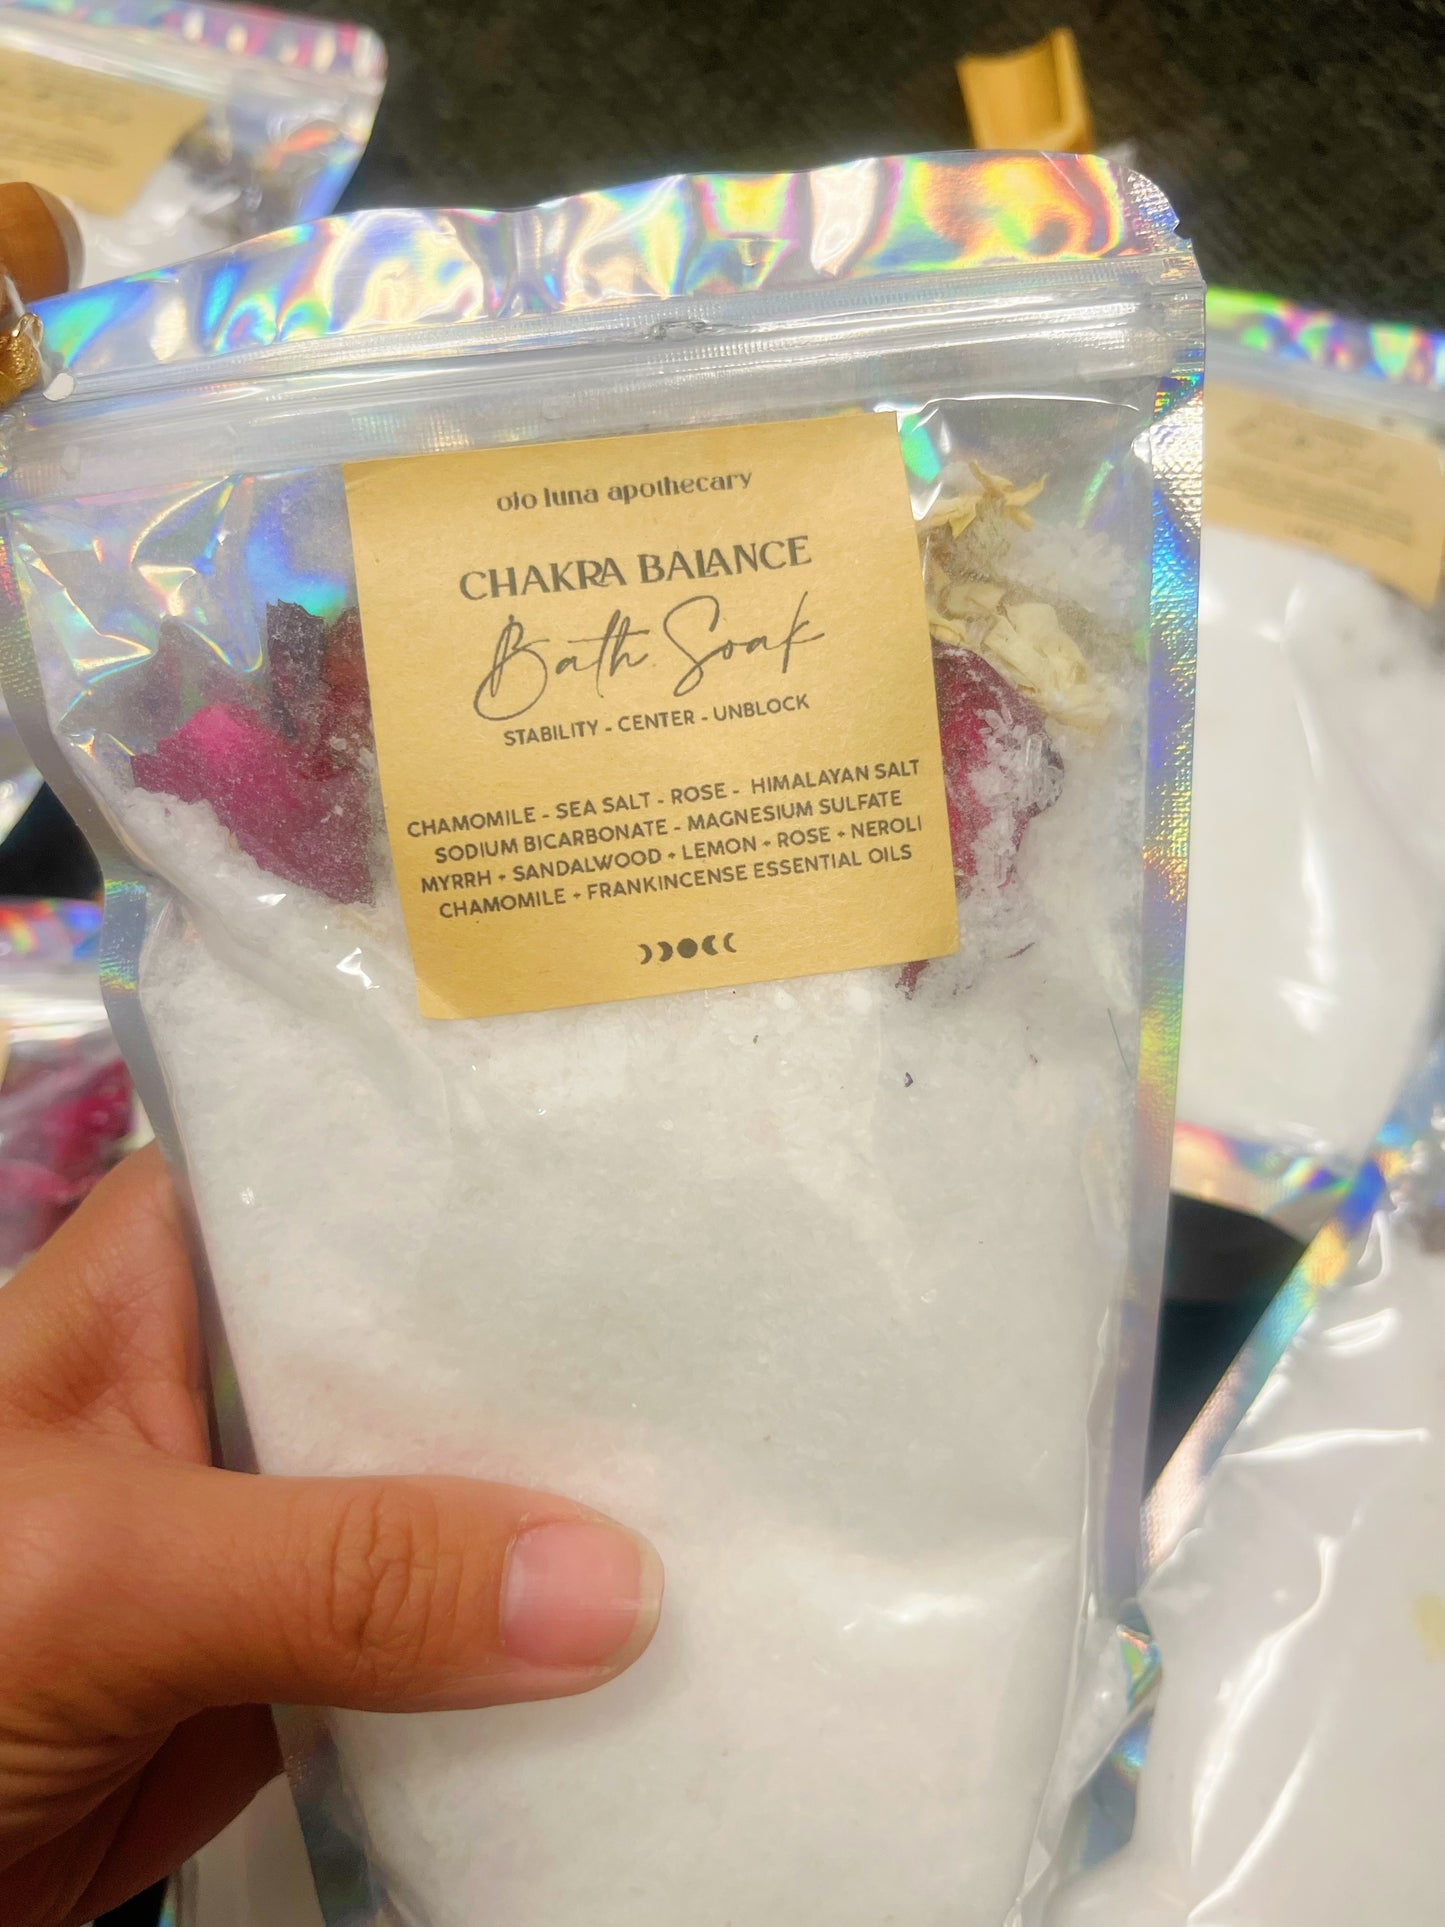 ojo luna apothecary
CHAKRA BALANCE
Bath Soak
STABILITY - CENTER - UNBLOCK
CHAMOMILE - SEA SALT - ROSE - HIMALAYAN SALT
SODIUM BICARBONATE - MAGNESIUM SULFATE
MYRRH + SANDALWOOD + LEMON + ROSE + NEROLI
CHAMOMILE + FRANKINCENSE ESSENTIAL OILS